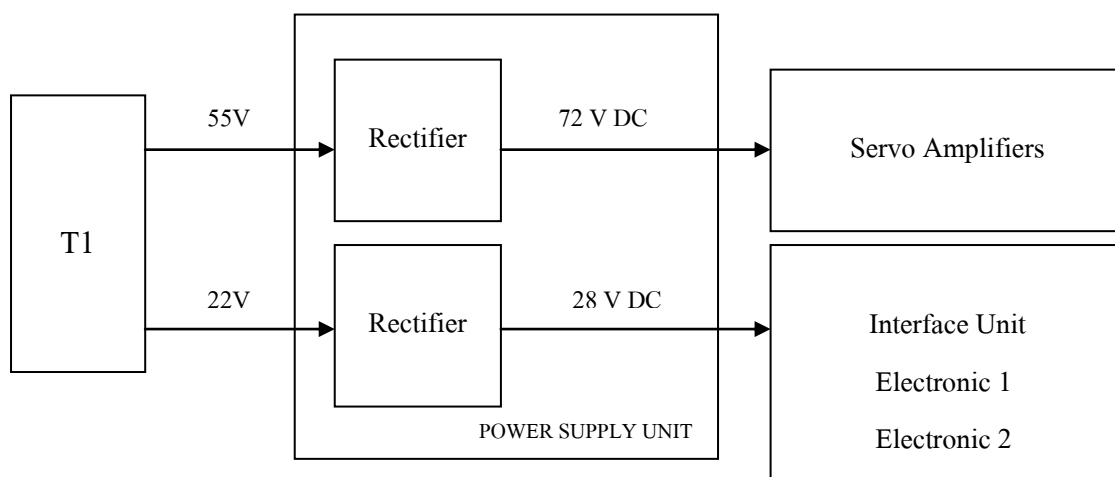 55V
Rectifier
72 V DC
Servo Amplifiers
T1
22V
Rectifier
28 V DC
Interface Unit
Electronic 1
Electronic 2
POWER SUPPLY UNIT